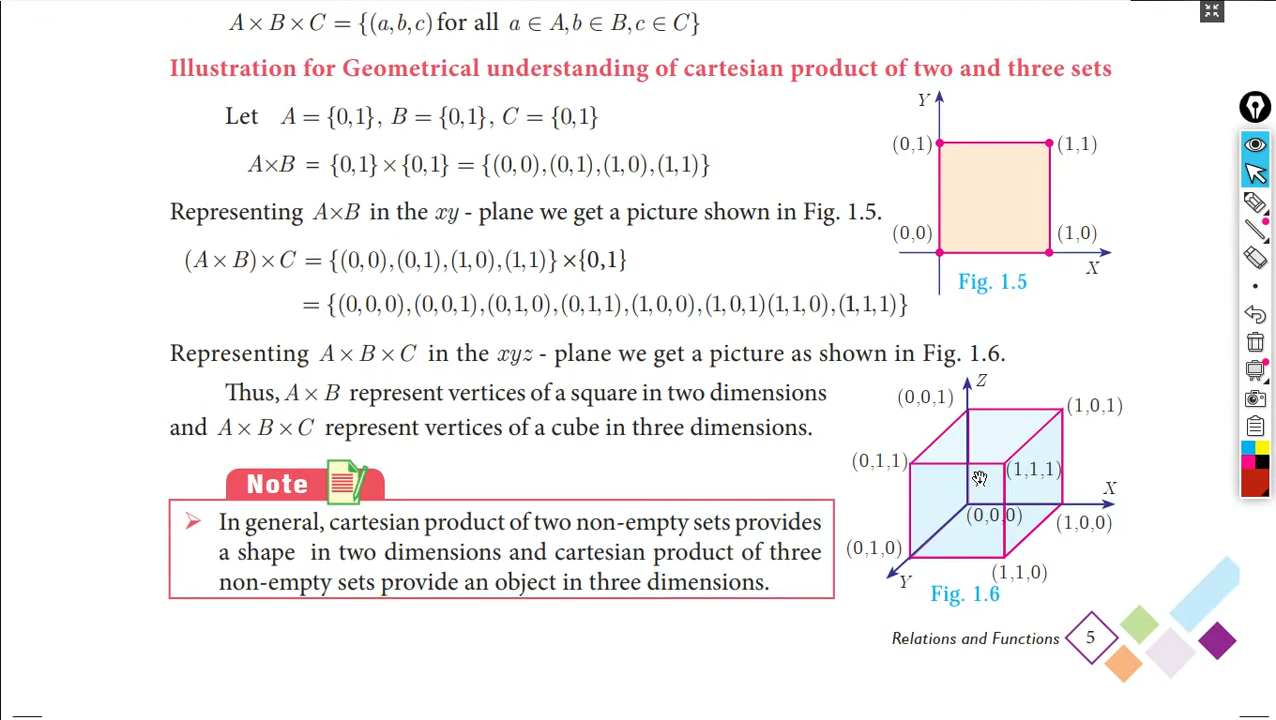 A × B × C = {(a, b, c) for all a ∈ A, b ∈ B, c ∈ C}
Illustration for Geometrical understanding of cartesian product of two and three sets
Let A = {0,1}, B = {0,1}, C = {0,1}
A×B = {0,1} × {0,1} = {(0,0),(0,1),(1,0),(1,1)}
Representing A×B in the xy - plane we get a picture shown in Fig. 1.5.
(A × B) × C = {(0,0),(0,1),(1,0),(1,1)} ×{0,1}
= {(0,0,0),(0,0,1),(0,1,0),(0,1,1),(1,0,0),(1,0,1)(1,1,0),(1,1,1)}
Y
(0,1)
(1,1)
(0,0)
(1,0)
X
Fig. 1.5
Representing A × B × C in the xyz - plane we get a picture as shown in Fig. 1.6.
Thus, A × B represent vertices of a square in two dimensions
and A × B × C represent vertices of a cube in three dimensions.
Note
➤ In general, cartesian product of two non-empty sets provides
a shape in two dimensions and cartesian product of three
non-empty sets provide an object in three dimensions.
Z
(0,0,1)
(1,0,1)
(0,1,1)
(1,1,1)
X
(0,0,0)
(1,0,0)
(0,1,0)
Y
(1,1,0)
Fig. 1.6
Relations and Functions 5